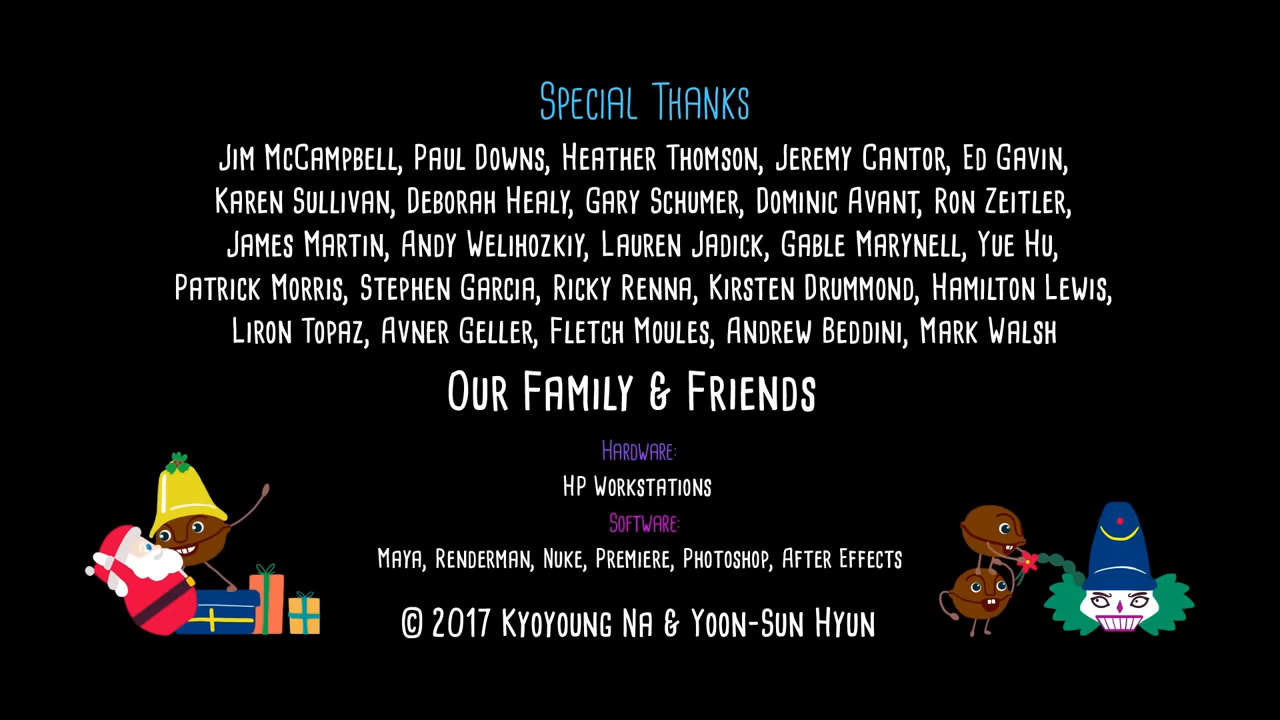 Special Thanks
Jim McCampbell, Paul Downs, Heather Thomson, Jeremy Cantor, Ed Gavin,
Karen Sullivan, Deborah Healy, Gary Schumer, Dominic Avant, Ron Zeitler,
James Martin, Andy Welihozkiy, Lauren Jadick, Gable Marynell, Yue Hu,
Patrick Morris, Stephen Garcia, Ricky Renna, Kirsten Drummond, Hamilton Lewis,
Liron Topaz, Avner Geller, Fletch Moules, Andrew Beddini, Mark Walsh
Our Family & Friends
Hardware:
HP Workstations
Software:
Maya, Renderman, Nuke, Premiere, Photoshop, After Effects
© 2017 Kyoyoung Na & Yoon-Sun Hyun